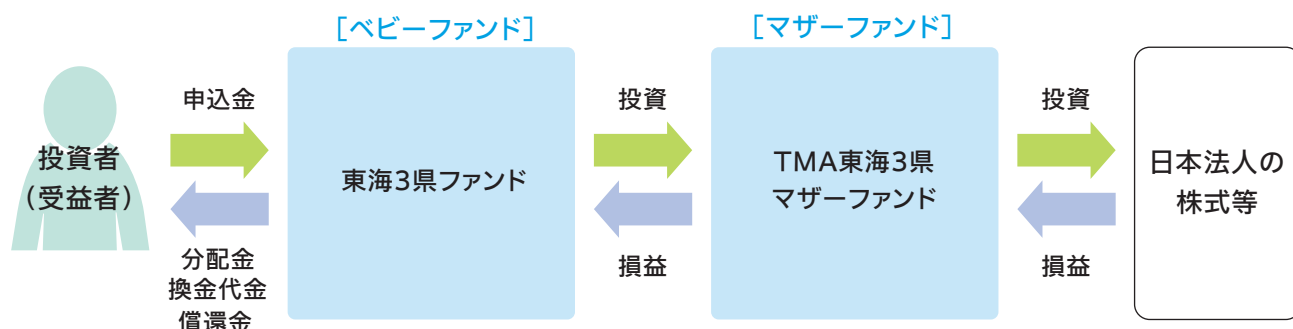 [ベビーファンド]
[マザーファンド]
投資者
(受益者)
申込金
分配金
換金代金
償還金
東海3県ファンド
投資
損益
TMA東海3県
マザーファンド
投資
損益
日本法人の
株式等